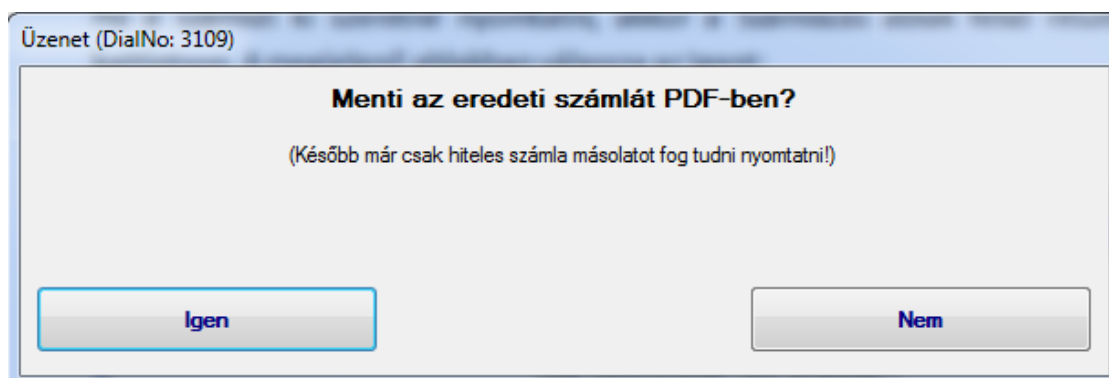 Üzenet (DialNo: 3109)
Menti az eredeti számlát PDF-ben?
(Később már csak hiteles számla másolatot fog tudni nyomtatni!)
Igen
Nem